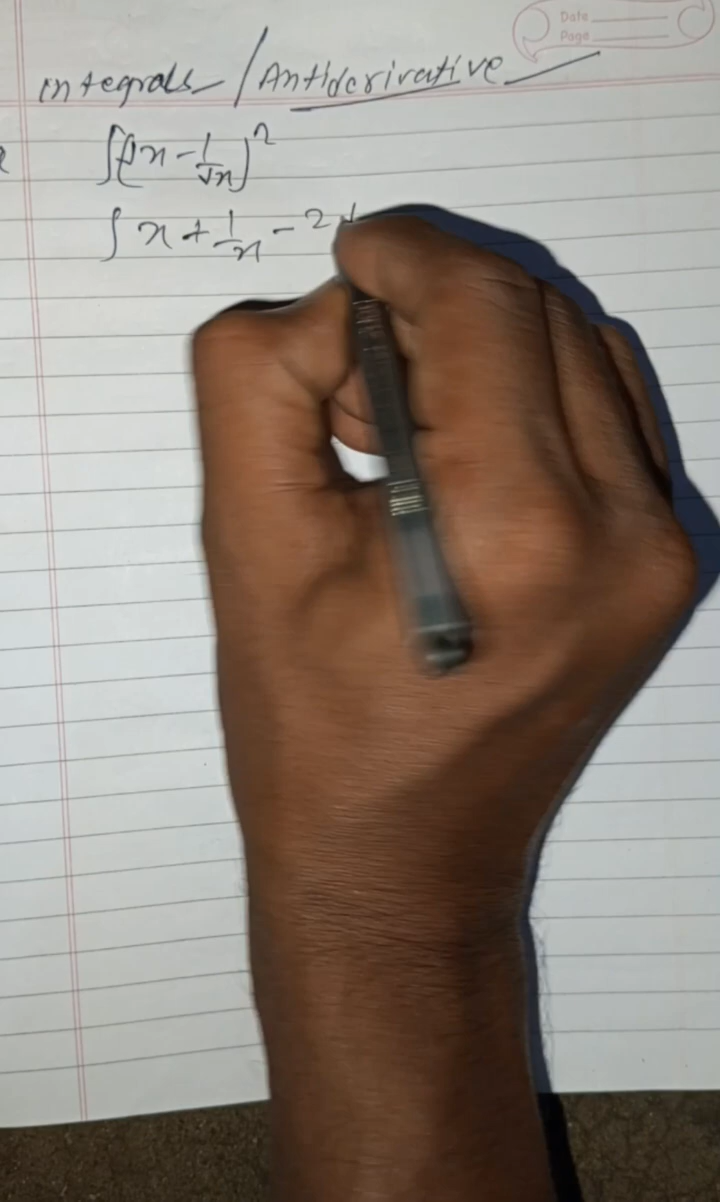 Date
Page
Integrals / Antiderivative
∫(√x - 1/√x)²
∫ x + 1/x - 2√